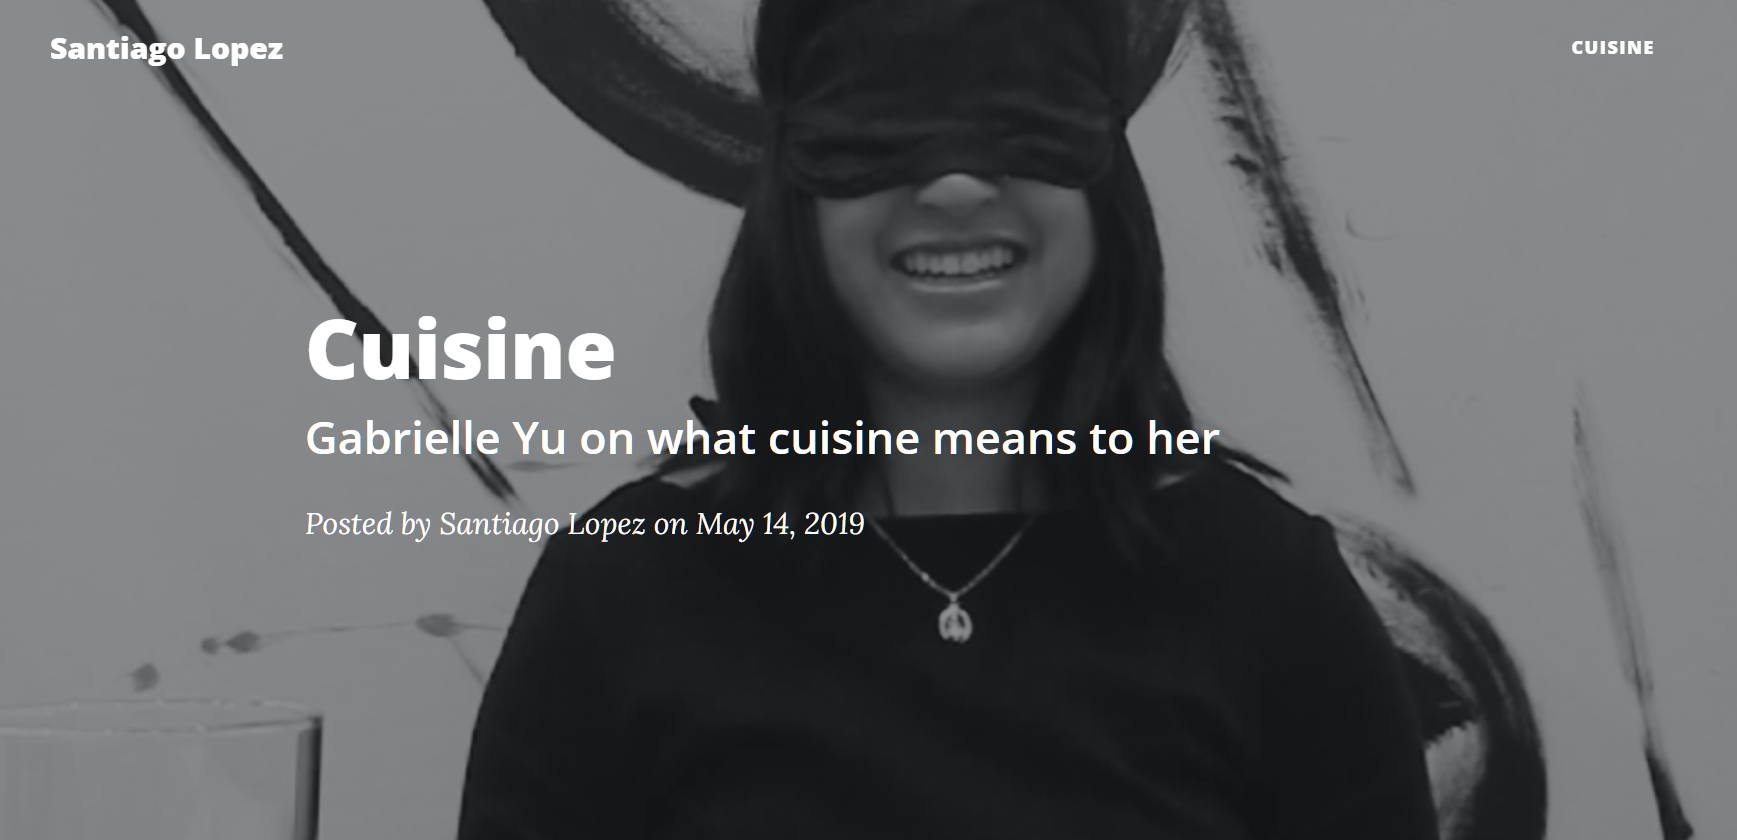 Santiago Lopez
CUISINE
Cuisine
Gabrielle Yu on what cuisine means to her
Posted by Santiago Lopez on May 14, 2019